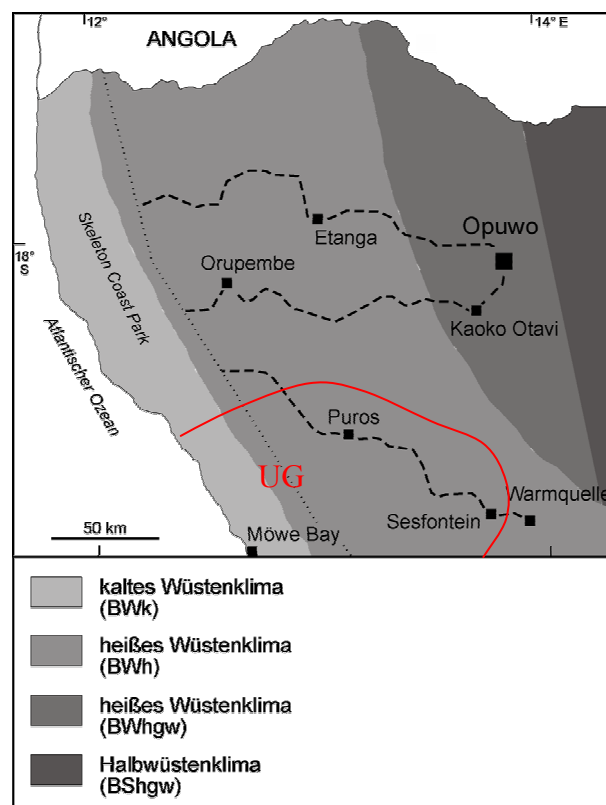 12°
14° E
ANGOLA
Skeleton Coast Park
Etanga
Opuwo
18°
S
Orupembe
Kaoko Otavi
Atlantischer Ozean
Puros
UG
Warmquelle
Sesfontein
50 km
Möwe Bay
kaltes Wüstenklima
(BWk)
heißes Wüstenklima
(BWh)
heißes Wüstenklima
(BWhgw)
Halbwüstenklima
(BShgw)